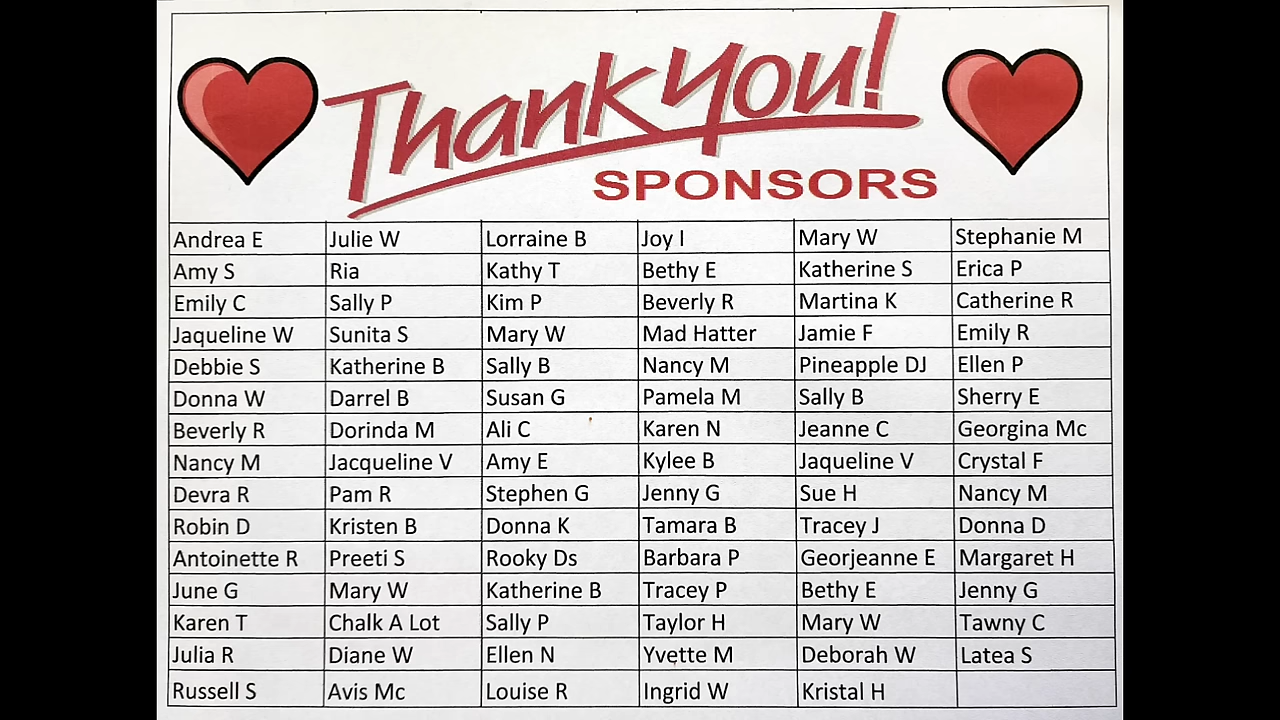 Thank You!
SPONSORS
Andrea E Julie W Lorraine B Joy I Mary W Stephanie M
Amy S Ria Kathy T Bethy E Katherine S Erica P
Emily C Sally P Kim P Beverly R Martina K Catherine R
Jaqueline W Sunita S Mary W Mad Hatter Jamie F Emily R
Debbie S Katherine B Sally B Nancy M Pineapple DJ Ellen P
Donna W Darrel B Susan G Pamela M Sally B Sherry E
Beverly R Dorinda M Ali C Karen N Jeanne C Georgina Mc
Nancy M Jacqueline V Amy E Kylee B Jaqueline V Crystal F
Devra R Pam R Stephen G Jenny G Sue H Nancy M
Robin D Kristen B Donna K Tamara B Tracey J Donna D
Antoinette R Preeti S Rooky Ds Barbara P Georjeanne E Margaret H
June G Mary W Katherine B Tracey P Bethy E Jenny G
Karen T Chalk A Lot Sally P Taylor H Mary W Tawny C
Julia R Diane W Ellen N Yvette M Deborah W Latea S
Russell S Avis Mc Louise R Ingrid W Kristal H